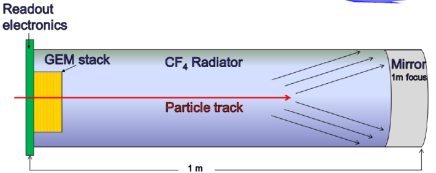 Readout
electronics
GEM stack
CF₄ Radiator
Mirror
1m focus
Particle track
1 m